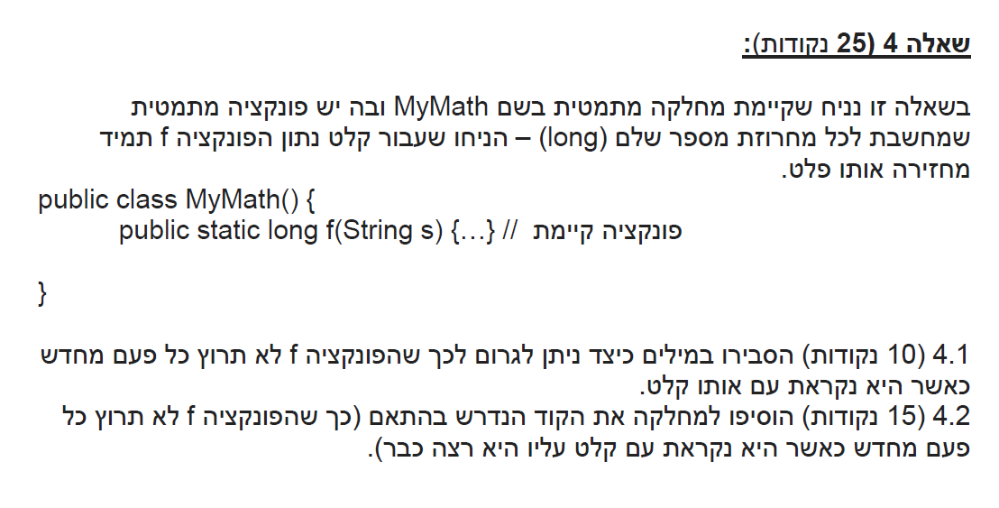 שאלה 4 (25 נקודות):
בשאלה זו נניח שקיימת מחלקה מתמטית בשם MyMath ובה יש פונקציה מתמטית
שמחשבת לכל מחרוזת מספר שלם (long) – הניחו שעבור קלט נתון הפונקציה f תמיד
מחזירה אותו פלט.
public class MyMath() {
public static long f(String s) {…} // פונקציה קיימת
}
4.1 (10 נקודות) הסבירו במילים כיצד ניתן לגרום לכך שהפונקציה f לא תרוץ כל פעם מחדש
כאשר היא נקראת עם אותו קלט.
4.2 (15 נקודות) הוסיפו למחלקה את הקוד הנדרש בהתאם (כך שהפונקציה f לא תרוץ כל
פעם מחדש כאשר היא נקראת עם קלט עליו היא רצה כבר).